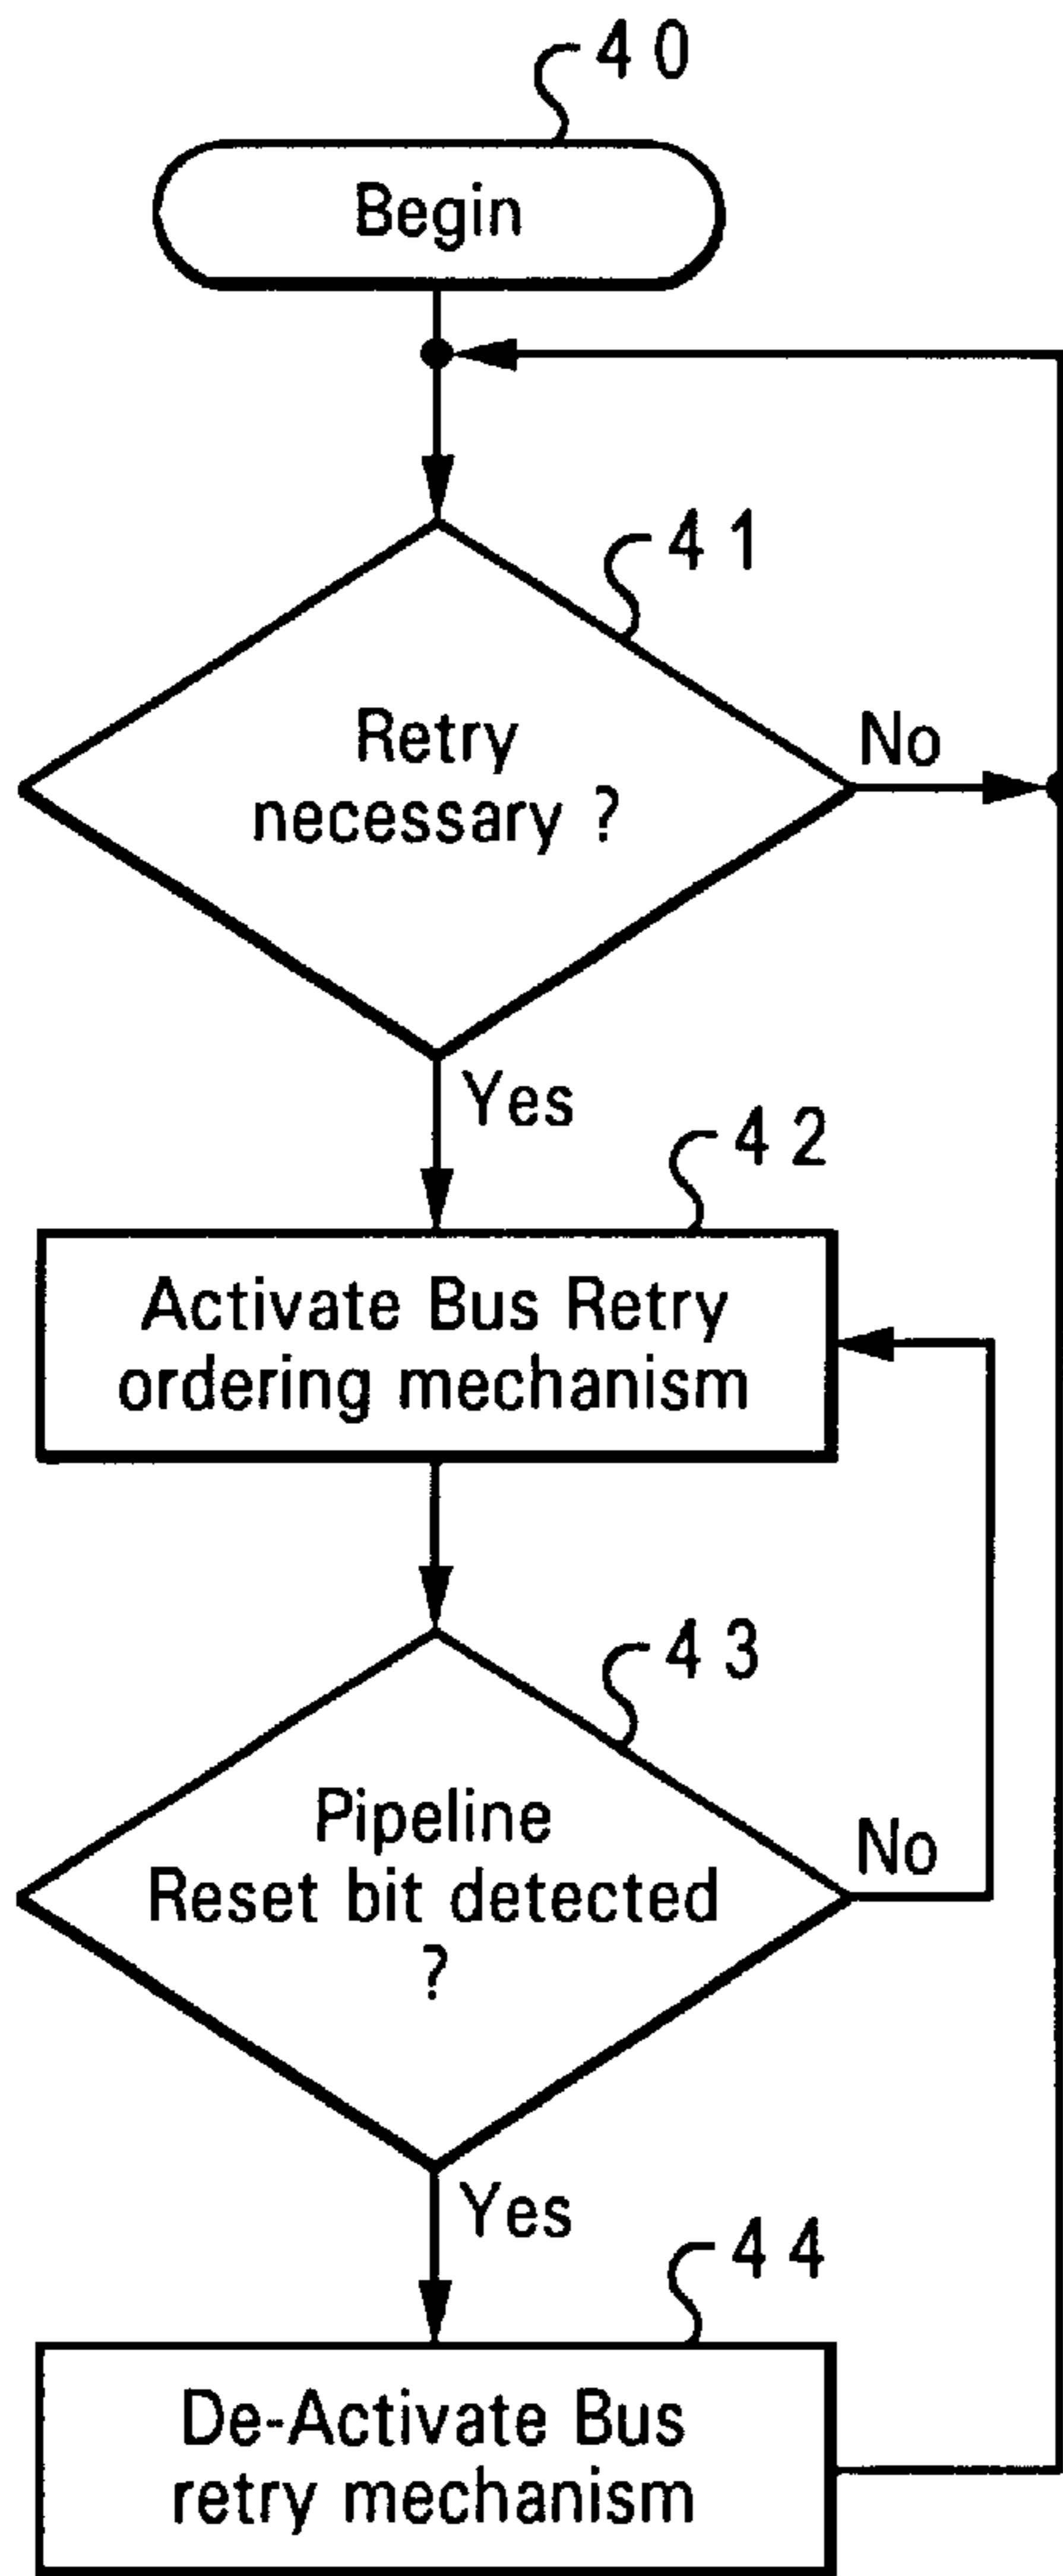 40
Begin
41
Retry
necessary ?
No
Yes
42
Activate Bus Retry
ordering mechanism
43
Pipeline
Reset bit detected
?
No
Yes
44
De-Activate Bus
retry mechanism